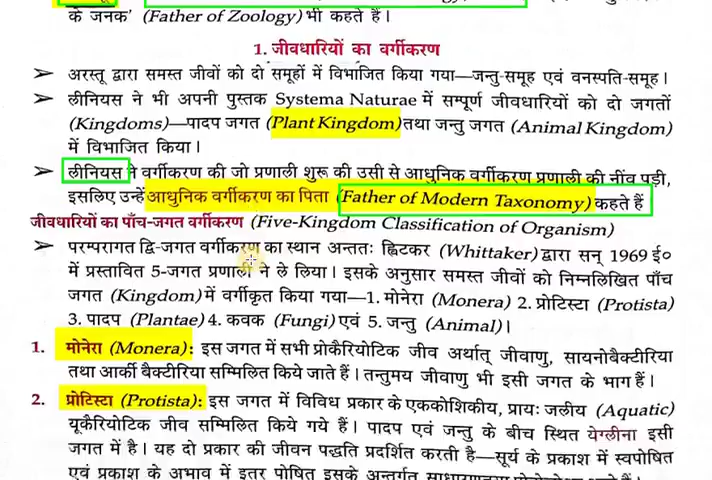 के जनक' (Father of Zoology) भी कहते हैं।
1. जीवधारियों का वर्गीकरण
➢ अरस्तू द्वारा समस्त जीवों को दो समूहों में विभाजित किया गया—जन्तु-समूह एवं वनस्पति-समूह।
➢ लीनियस ने भी अपनी पुस्तक Systema Naturae में सम्पूर्ण जीवधारियों को दो जगतों
(Kingdoms)—पादप जगत (Plant Kingdom) तथा जन्तु जगत (Animal Kingdom)
में विभाजित किया।
➢ लीनियस ने वर्गीकरण की जो प्रणाली शुरू की उसी से आधुनिक वर्गीकरण प्रणाली की नींव पड़ी,
इसलिए उन्हें आधुनिक वर्गीकरण का पिता (Father of Modern Taxonomy) कहते हैं
जीवधारियों का पाँच-जगत वर्गीकरण (Five-Kingdom Classification of Organism)
➢ परम्परागत द्वि-जगत वर्गीकरण का स्थान अन्ततः ह्विटकर (Whittaker) द्वारा सन् 1969 ई०
में प्रस्तावित 5-जगत प्रणाली ने ले लिया। इसके अनुसार समस्त जीवों को निम्नलिखित पाँच
जगत (Kingdom) में वर्गीकृत किया गया—1. मोनेरा (Monera) 2. प्रोटिस्टा (Protista)
3. पादप (Plantae) 4. कवक (Fungi) एवं 5. जन्तु (Animal)।
1. मोनेरा (Monera) : इस जगत में सभी प्रोकैरियोटिक जीव अर्थात् जीवाणु, सायनोबैक्टीरिया
तथा आर्की बैक्टीरिया सम्मिलित किये जाते हैं। तन्तुमय जीवाणु भी इसी जगत के भाग हैं।
2. प्रोटिस्टा (Protista) : इस जगत में विविध प्रकार के एककोशिकीय, प्रायः जलीय (Aquatic)
यूकैरियोटिक जीव सम्मिलित किये गये हैं। पादप एवं जन्तु के बीच स्थित येग्लीना इसी
जगत में है। यह दो प्रकार की जीवन पद्धति प्रदर्शित करती है—सूर्य के प्रकाश में स्वपोषित
एवं प्रकाश के अभाव में इतर पोषित इसके अन्तर्गत